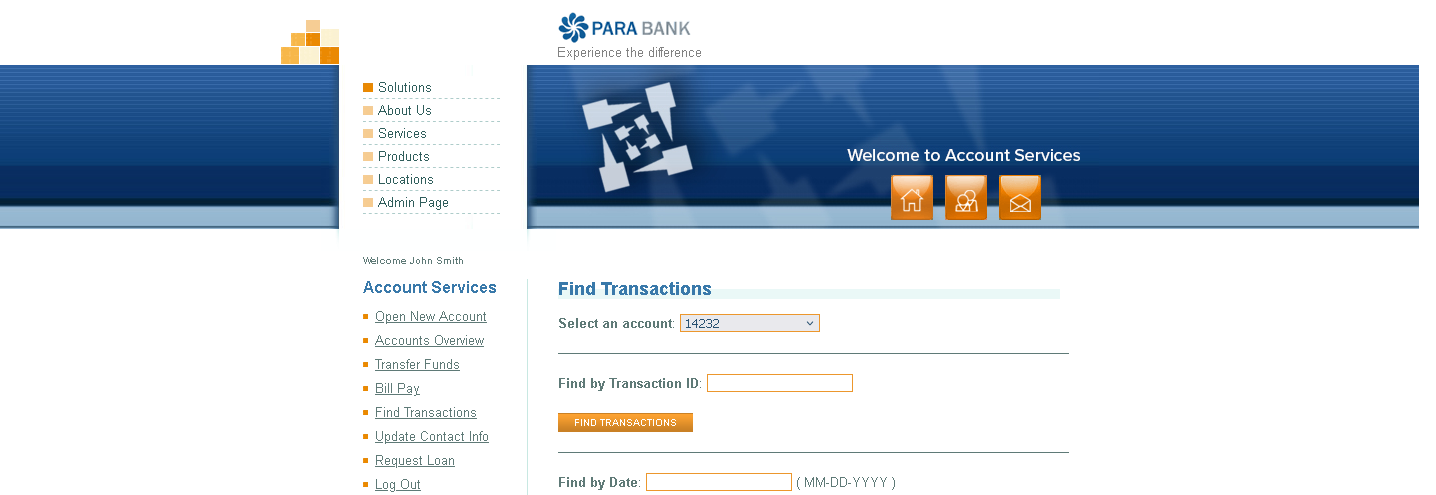 PARA BANK
Experience the difference
Solutions
About Us
Services
Products
Locations
Admin Page
Welcome to Account Services
Welcome John Smith
Account Services
Open New Account
Accounts Overview
Transfer Funds
Bill Pay
Find Transactions
Update Contact Info
Request Loan
Log Out
Find Transactions
Select an account: 14232
Find by Transaction ID:
FIND TRANSACTIONS
Find by Date: ( MM-DD-YYYY )